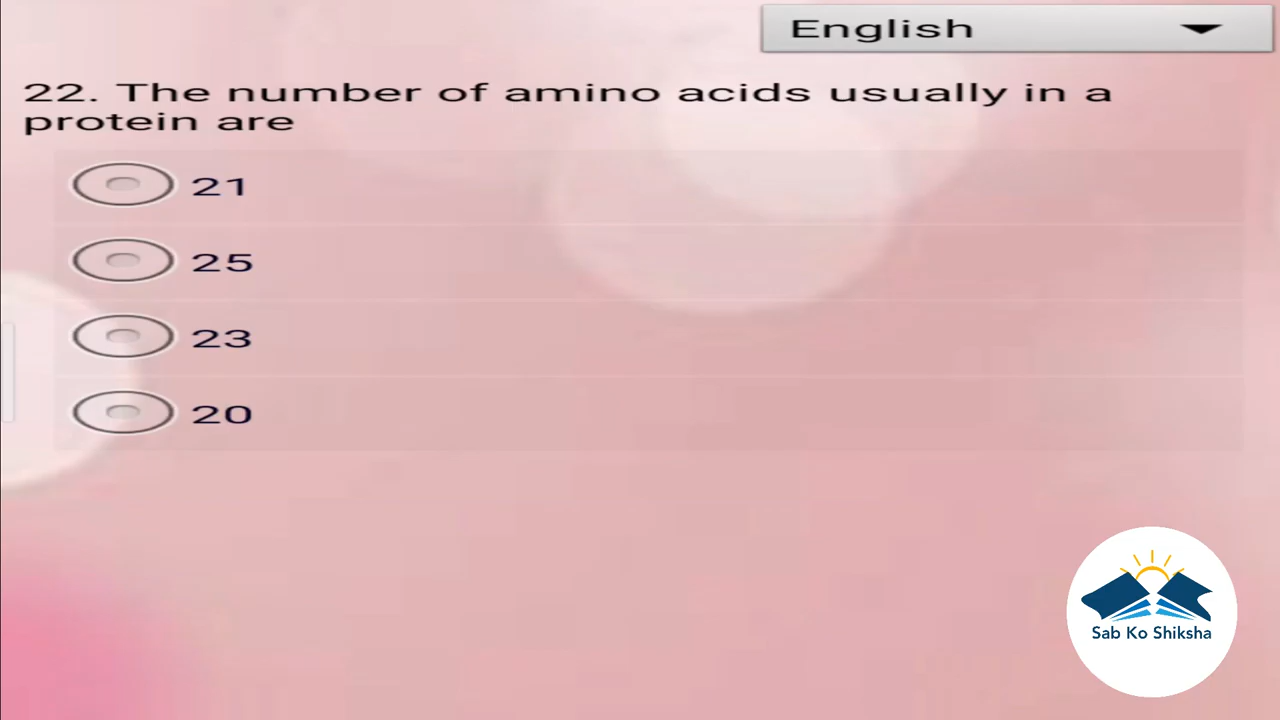 English
22. The number of amino acids usually in a
protein are
21
25
23
20
Sab Ko Shiksha